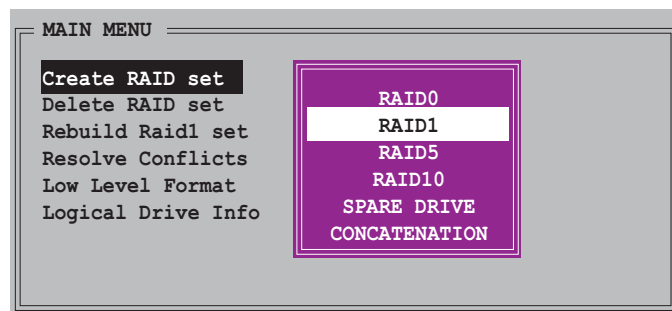 MAIN MENU
Create RAID set
Delete RAID set
Rebuild Raid1 set
Resolve Conflicts
Low Level Format
Logical Drive Info
RAID0
RAID1
RAID5
RAID10
SPARE DRIVE
CONCATENATION